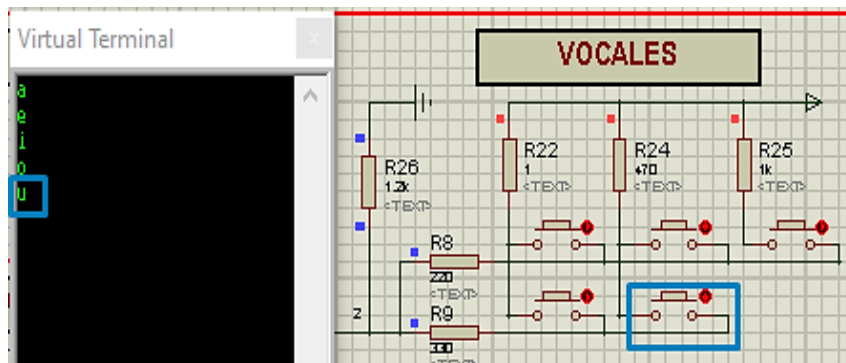 Virtual Terminal
x
a
e
i
o
u
VOCALES
R26
1.2k
<TEXT>
R22
1
<TEXT>
R24
470
<TEXT>
R25
1k
<TEXT>
R8
220
<TEXT>
R9
330
<TEXT>
2